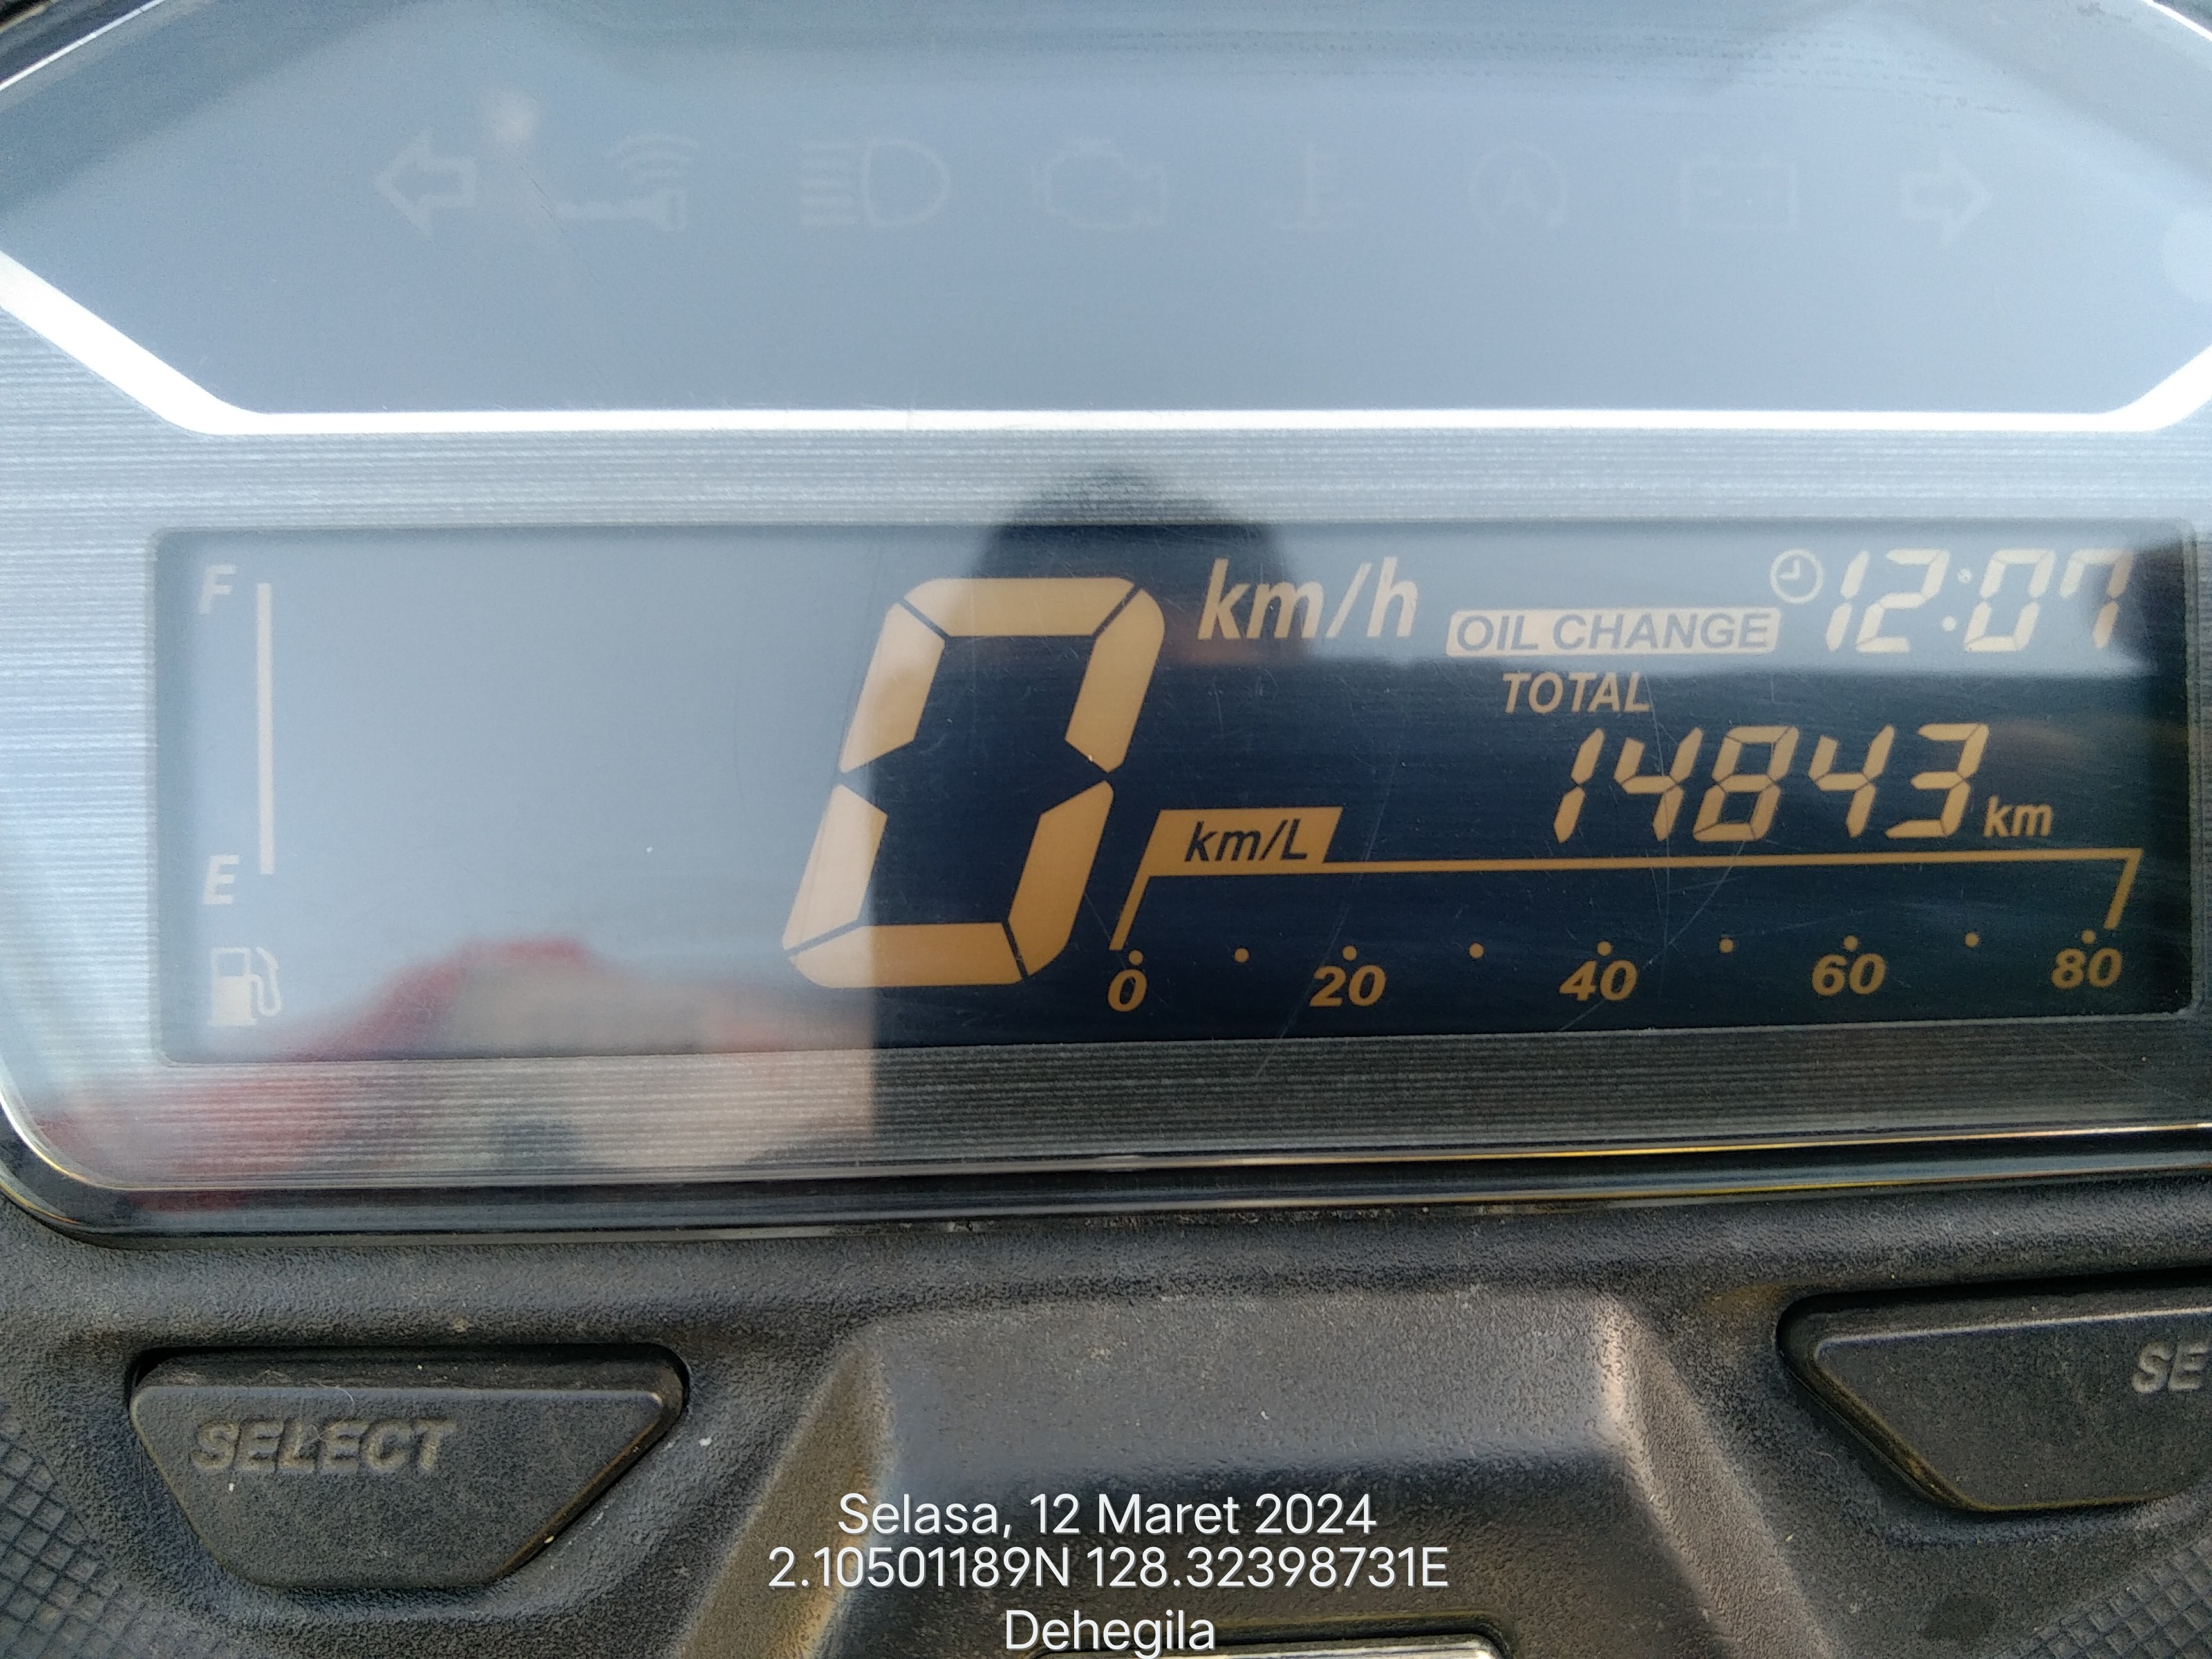 F
km/h
OIL CHANGE
12:07
TOTAL
14843 km
E
km/L
0 20 40 60 80
SELECT
SE
Selasa, 12 Maret 2024
2.10501189N 128.32398731E
Dehegila